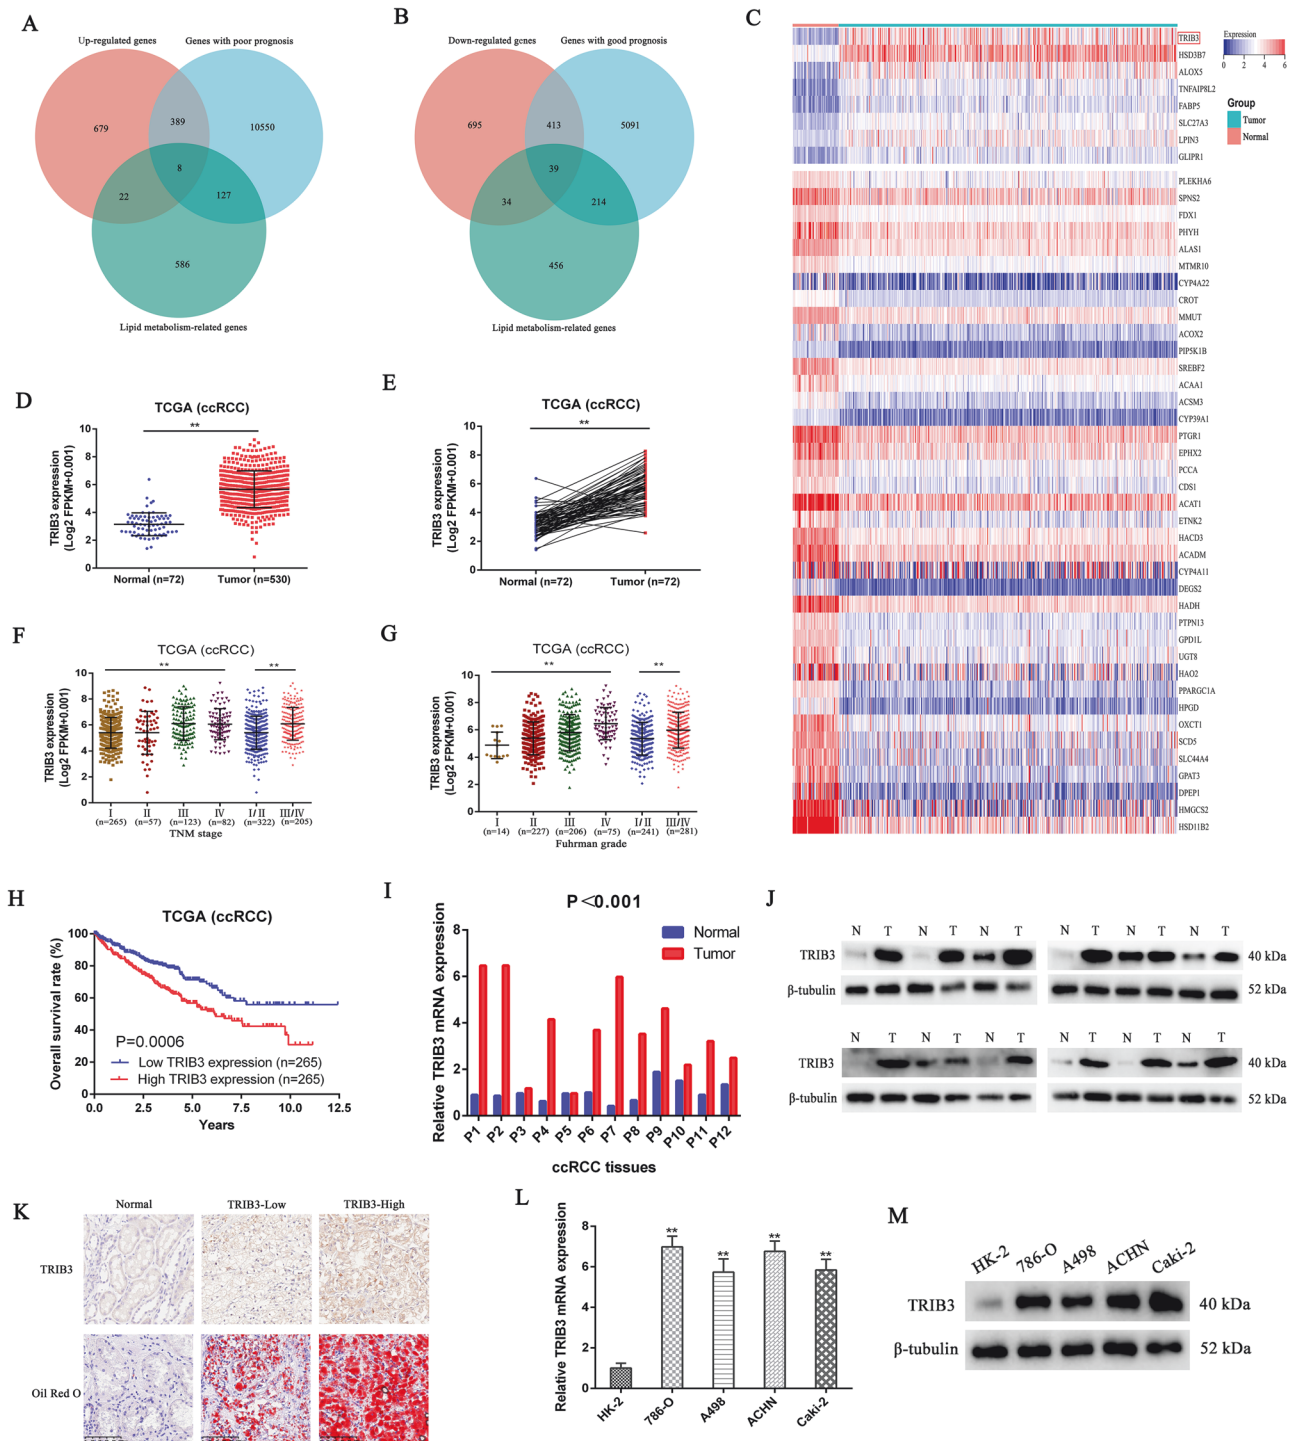 A
Up-regulated genes
Genes with poor prognosis
679
389
10550
8
22
127
586
Lipid metabolism-related genes
B
Down-regulated genes
Genes with good prognosis
695
413
5091
39
34
214
456
Lipid metabolism-related genes
C
TRIB3
HSD3B7
ALOX5
TNFAIP8L2
FABP5
SLC27A3
LPIN3
GLIPR1
PLEKHA6
SPNS2
FDX1
PHYH
ALAS1
MTMR10
CYP4A22
CROT
MMUT
ACOX2
PIP5K1B
SREBF2
ACAA1
ACSM3
CYP39A1
PTGR1
EPHX2
PCCA
CDS1
ACAT1
ETNK2
HACD3
ACADM
CYP4A11
DEGS2
HADH
PTPN13
GPD1L
UGT8
HAO2
PPARGC1A
HPGD
OXCT1
SCD5
SLC44A4
GPAT3
DPEP1
HMGCS2
HSD11B2
Expression
0 2 4 6
Group
Tumor
Normal
D
TCGA (ccRCC)
**
TRIB3 expression
(Log2 FPKM+0.001)
10
8
6
4
2
0
Normal (n=72) Tumor (n=530)
E
TCGA (ccRCC)
**
TRIB3 expression
(Log2 FPKM+0.001)
10
8
6
4
2
0
Normal (n=72) Tumor (n=72)
F
TCGA (ccRCC)
** **
TRIB3 expression
(Log2 FPKM+0.001)
10
8
6
4
2
0
I II III IV I/II III/IV
(n=265) (n=57) (n=123) (n=82) (n=322) (n=205)
TNM stage
G
TCGA (ccRCC)
** **
TRIB3 expression
(Log2 FPKM+0.001)
10
8
6
4
2
0
I II III IV I/II III/IV
(n=14) (n=227) (n=206) (n=75) (n=241) (n=281)
Fuhrman grade
H
TCGA (ccRCC)
Overall survival rate (%)
100
80
60
40
20
0
P=0.0006
Low TRIB3 expression (n=265)
High TRIB3 expression (n=265)
0.0 2.5 5.0 7.5 10.0 12.5
Years
I
P<0.001
Relative TRIB3 mRNA expression
8
6
4
2
0
Normal
Tumor
P1 P2 P3 P4 P5 P6 P7 P8 P9 P10 P11 P12
ccRCC tissues
J
N T N T N T N T N T N T
TRIB3 40 kDa
β-tubulin 52 kDa
N T N T N T N T N T N T
TRIB3 40 kDa
β-tubulin 52 kDa
K
Normal TRIB3-Low TRIB3-High
TRIB3
Oil Red O
L
Relative TRIB3 mRNA expression
8
6
4
2
0
** ** ** **
HK-2 786-O A498 ACHN Caki-2
M
HK-2 786-O A498 ACHN Caki-2
TRIB3 40 kDa
β-tubulin 52 kDa